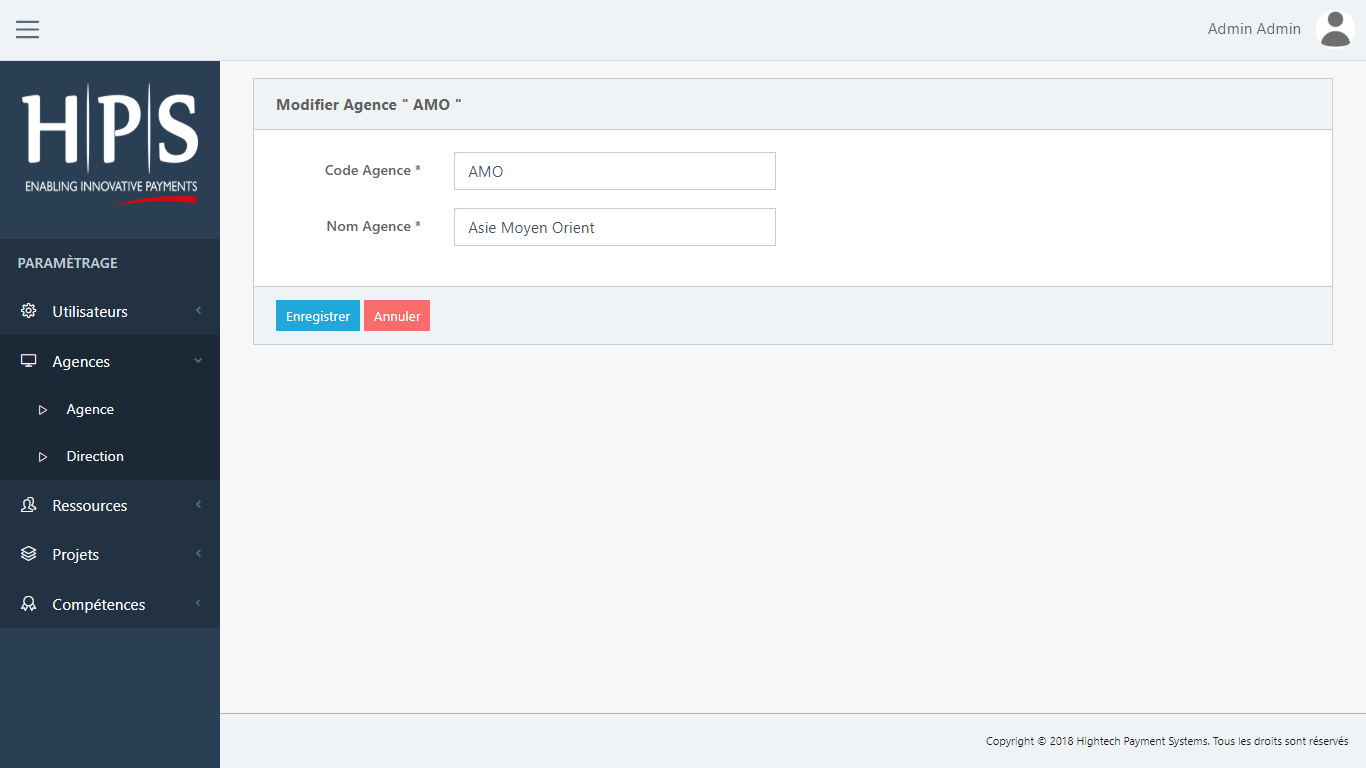 Admin Admin
HPS
ENABLING INNOVATIVE PAYMENTS
PARAMÈTRAGE
Utilisateurs
Agences
Agence
Direction
Ressources
Projets
Compétences
Modifier Agence " AMO "
Code Agence * AMO
Nom Agence * Asie Moyen Orient
Enregistrer Annuler
Copyright © 2018 Hightech Payment Systems. Tous les droits sont réservés